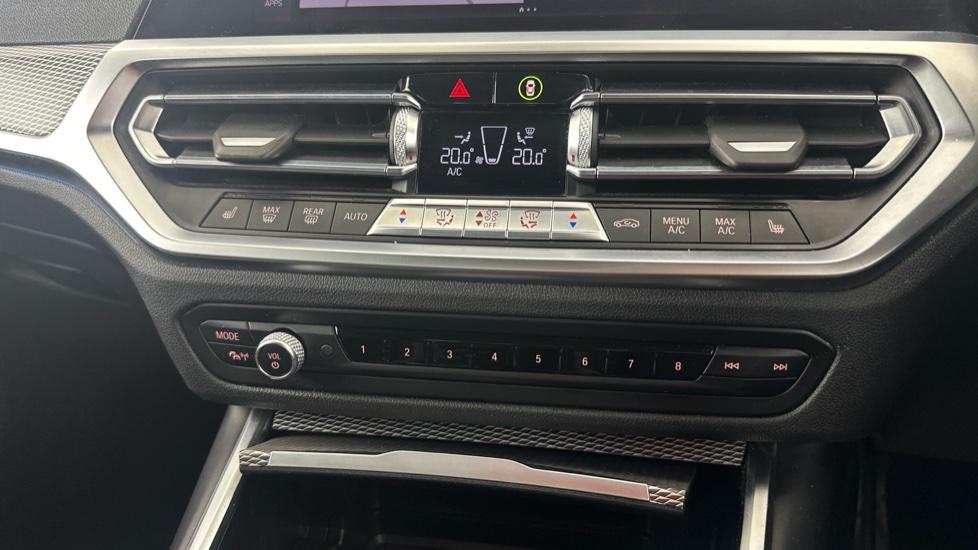 APPS
20.0° 20.0°
A/C
MAX REAR AUTO OFF MENU A/C MAX A/C
MODE
VOL
1 2 3 4 5 6 7 8